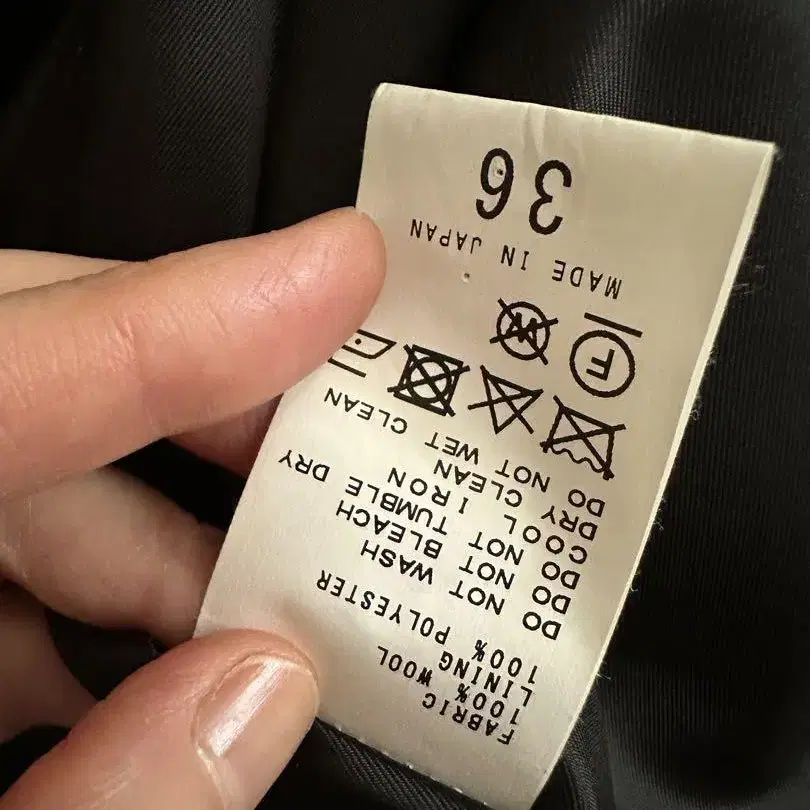 FABRIC
100% WOOL
LINING
100% POLYESTER
DO NOT WASH
DO NOT BLEACH
DO NOT TUMBLE DRY
COOL IRON
DRY CLEAN
DO NOT WET CLEAN
F W
MADE IN JAPAN
36